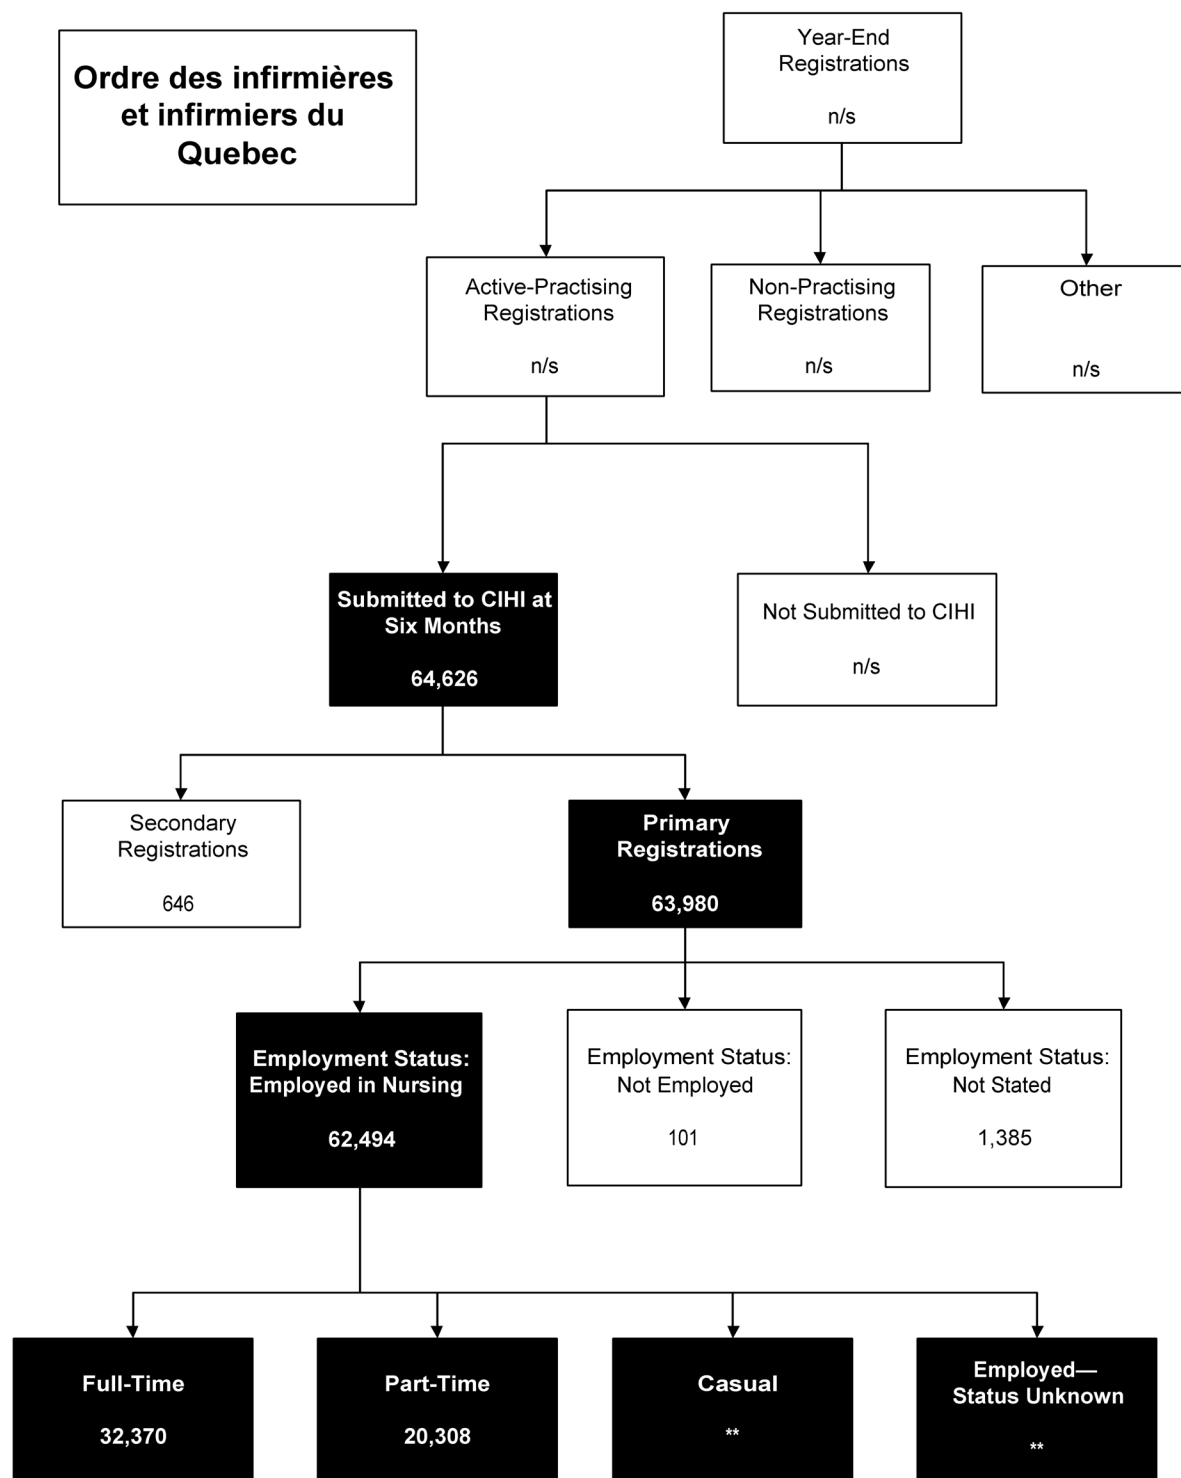 Ordre des infirmières
et infirmiers du
Quebec
Year-End
Registrations
n/s
Active-Practising
Registrations
n/s
Non-Practising
Registrations
n/s
Other
n/s
Submitted to CIHI at
Six Months
64,626
Not Submitted to CIHI
n/s
Secondary
Registrations
646
Primary
Registrations
63,980
Employment Status:
Employed in Nursing
62,494
Employment Status:
Not Employed
101
Employment Status:
Not Stated
1,385
Full-Time
32,370
Part-Time
20,308
Casual
**
Employed—
Status Unknown
**